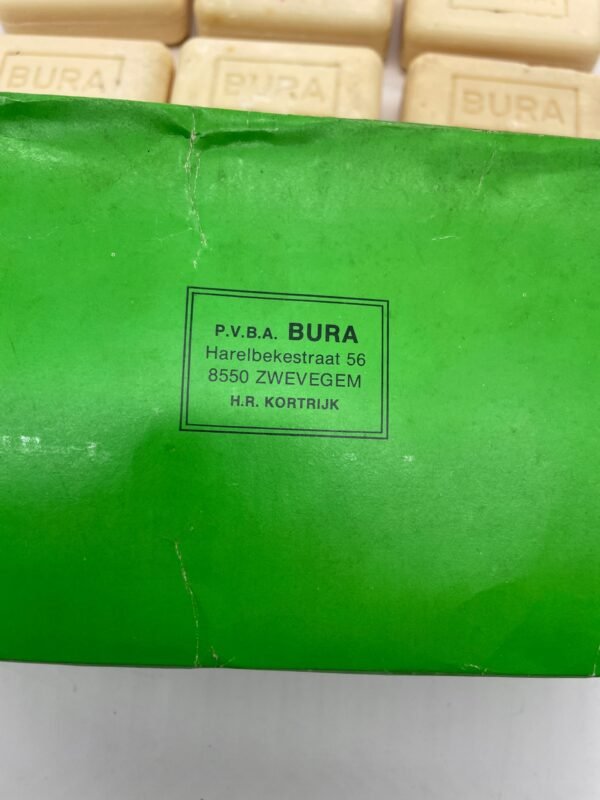 BURA
BURA
BURA
P.V.B.A. BURA
Harelbekestraat 56
8550 ZWEVEGEM
H.R. KORTRIJK